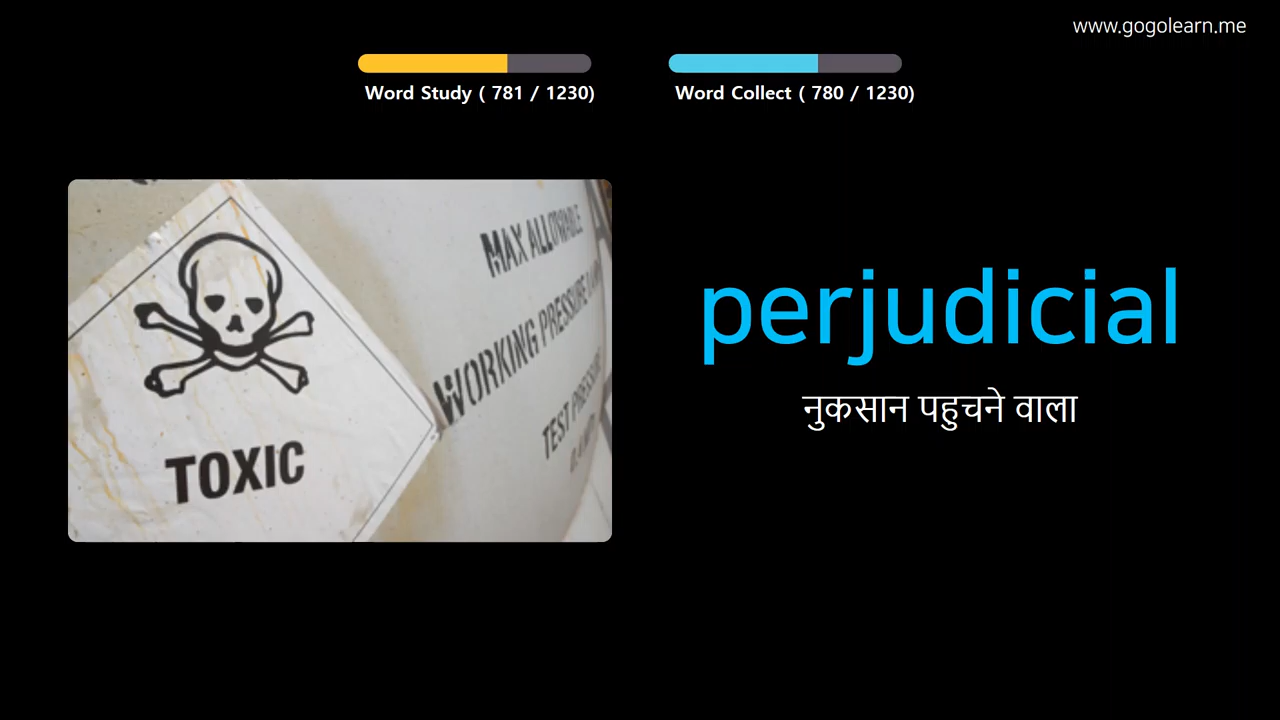 www.gogolearn.me
Word Study ( 781 / 1230)
Word Collect ( 780 / 1230)
MAX ALLOWABLE
WORKING PRESSURE
TEST PRESSURE
TOXIC
perjudicial
नुकसान पहुचने वाला